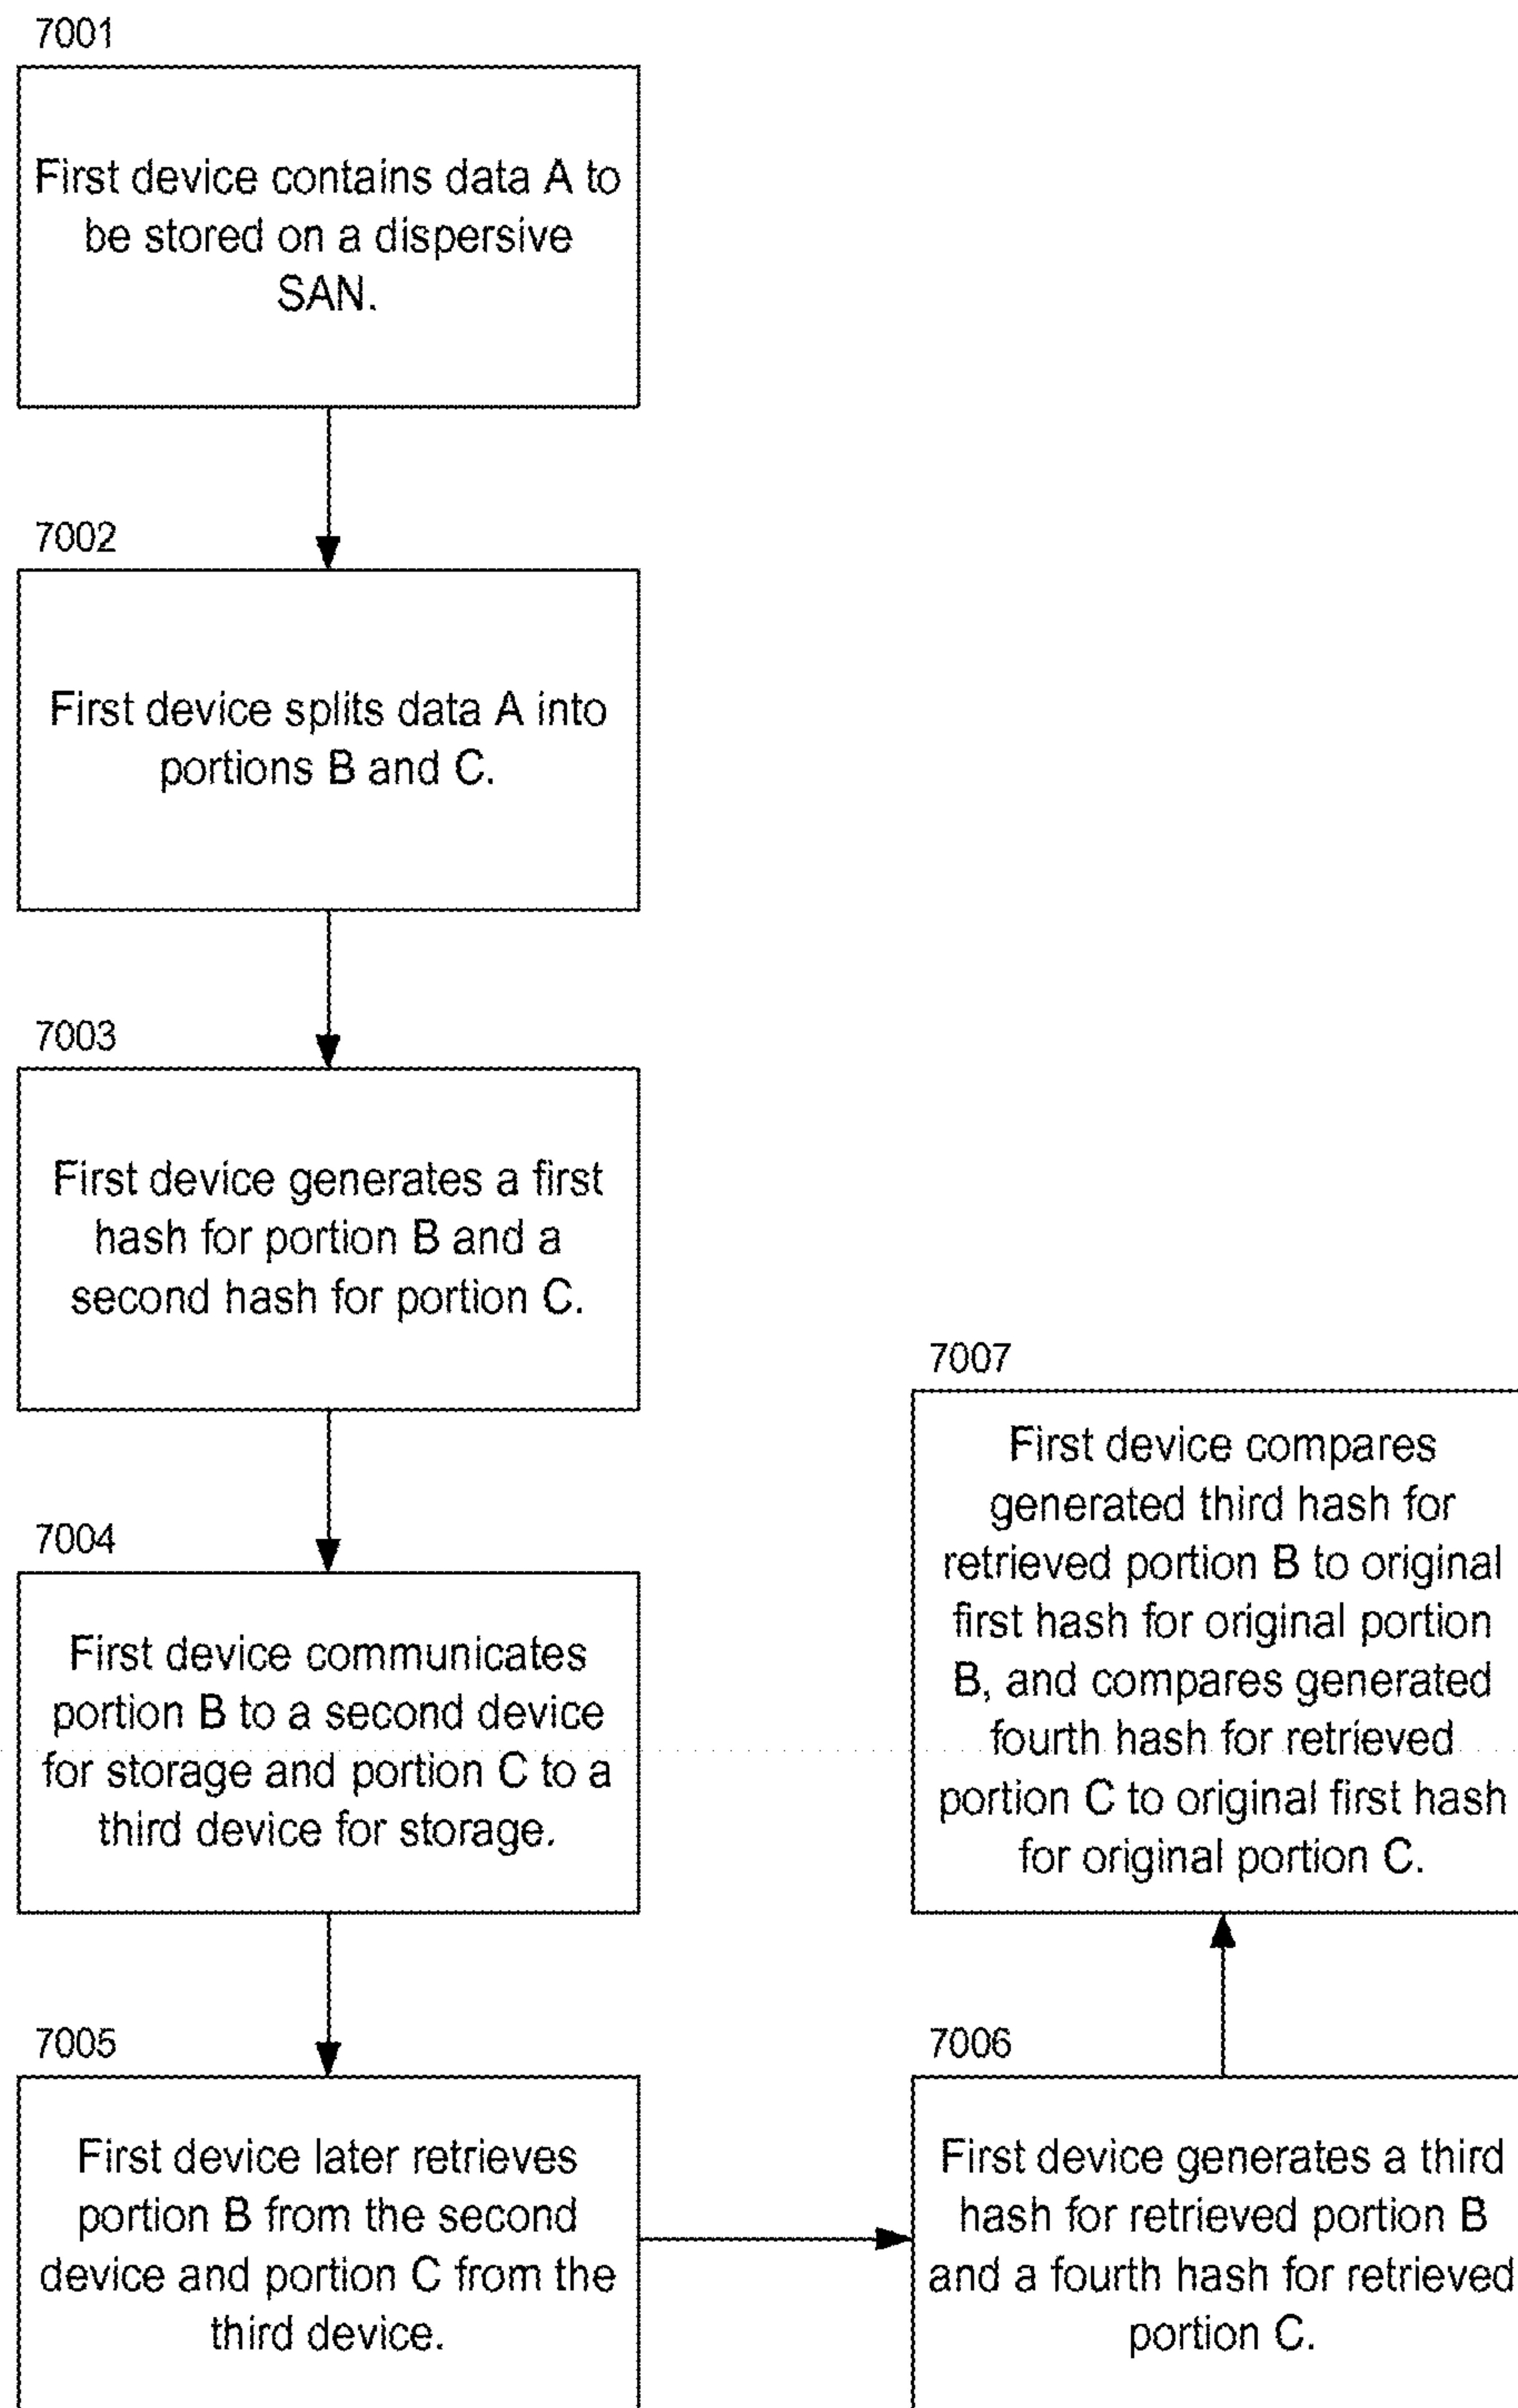 7001
First device contains data A to
be stored on a dispersive
SAN.
7002
First device splits data A into
portions B and C.
7003
First device generates a first
hash for portion B and a
second hash for portion C.
7004
First device communicates
portion B to a second device
for storage and portion C to a
third device for storage.
7005
First device later retrieves
portion B from the second
device and portion C from the
third device.
7006
First device generates a third
hash for retrieved portion B
and a fourth hash for retrieved
portion C.
7007
First device compares
generated third hash for
retrieved portion B to original
first hash for original portion
B, and compares generated
fourth hash for retrieved
portion C to original first hash
for original portion C.